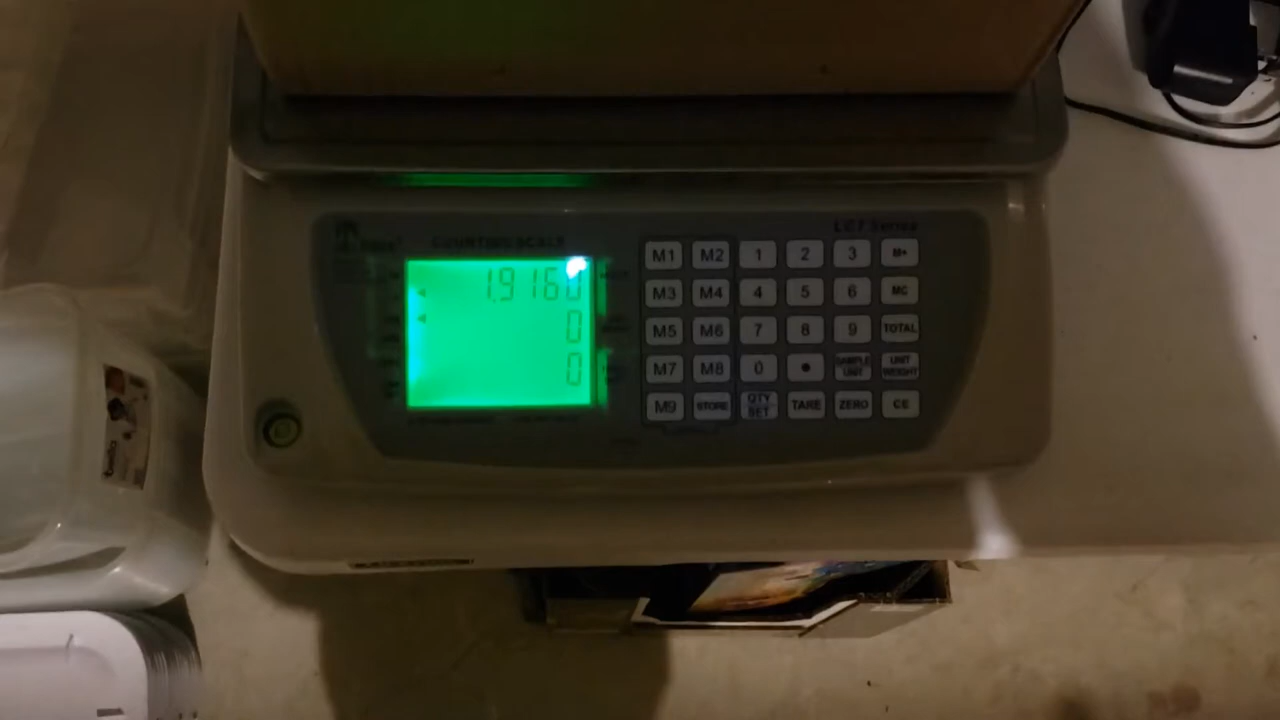 LC7 Series
COUNTING SCALE
1.9160
0
0
M1 M2 1 2 3 M+
M3 M4 4 5 6 MC
M5 M6 7 8 9 TOTAL
M7 M8 0 • SAMPLE UNIT UNIT WEIGHT
M9 STORE QTY SET TARE ZERO CE